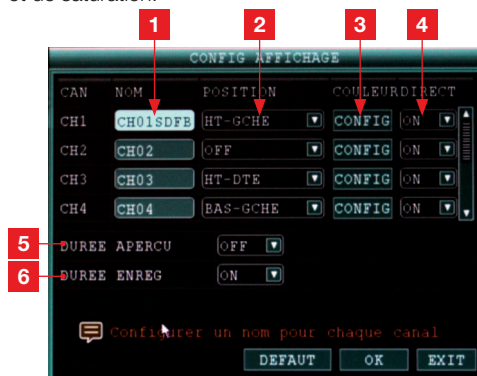 et de saturation.
1 2 3 4
CONFIG AFFICHAGE
CAN NOM POSITION COULEUR DIRECT
CH1 CH01SDFB HT-GCHE CONFIG ON
CH2 CH02 OFF CONFIG ON
CH3 CH03 HT-DTE CONFIG ON
CH4 CH04 BAS-GCHE CONFIG ON
5 DUREE APERCU OFF
6 DUREE ENREG ON
Configurer un nom pour chaque canal
DEFAUT OK EXIT